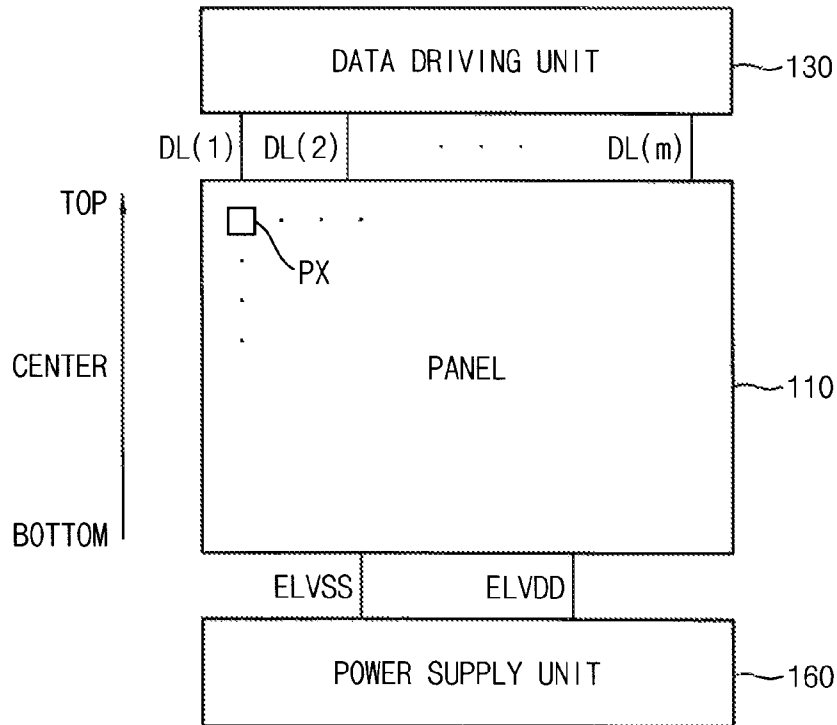 DATA DRIVING UNIT
130
DL(1) DL(2) · · · DL(m)
TOP
PX
CENTER
PANEL
110
BOTTOM
ELVSS ELVDD
POWER SUPPLY UNIT
160